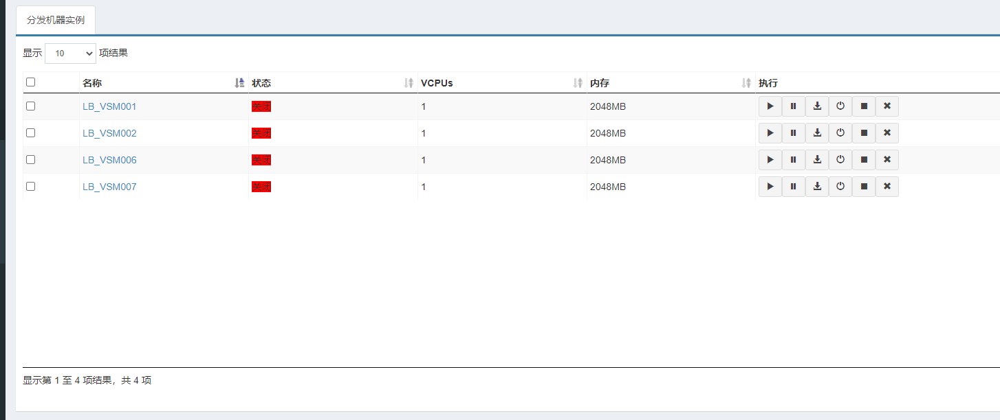 分发机器实例
显示 10 项结果
名称 状态 VCPUs 内存 执行
LB_VSM001 关闭 1 2048MB
LB_VSM002 关闭 1 2048MB
LB_VSM006 关闭 1 2048MB
LB_VSM007 关闭 1 2048MB
显示第 1 至 4 项结果，共 4 项